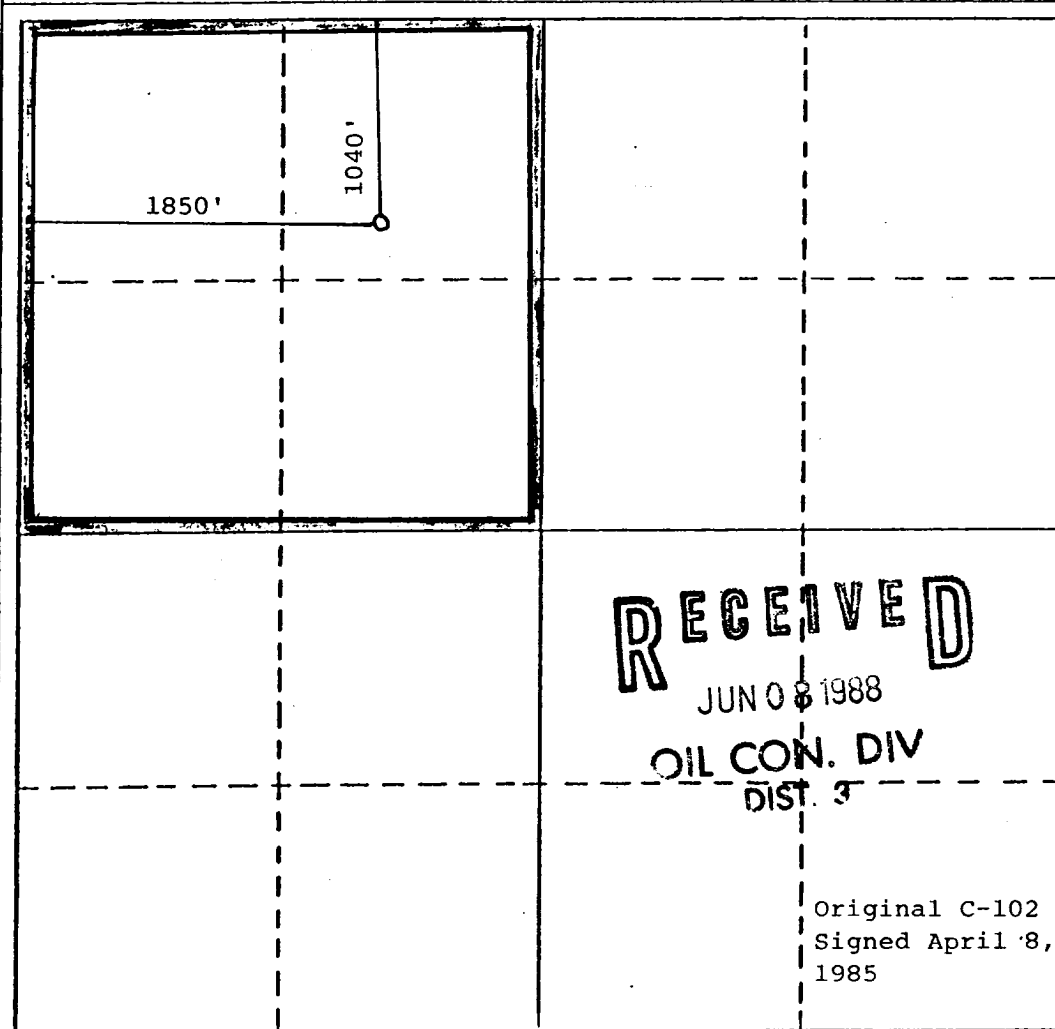 1040'
1850'
RECEIVED
JUN 08 1988
OIL CON. DIV
DIST. 3
Original C-102
Signed April 8,
1985